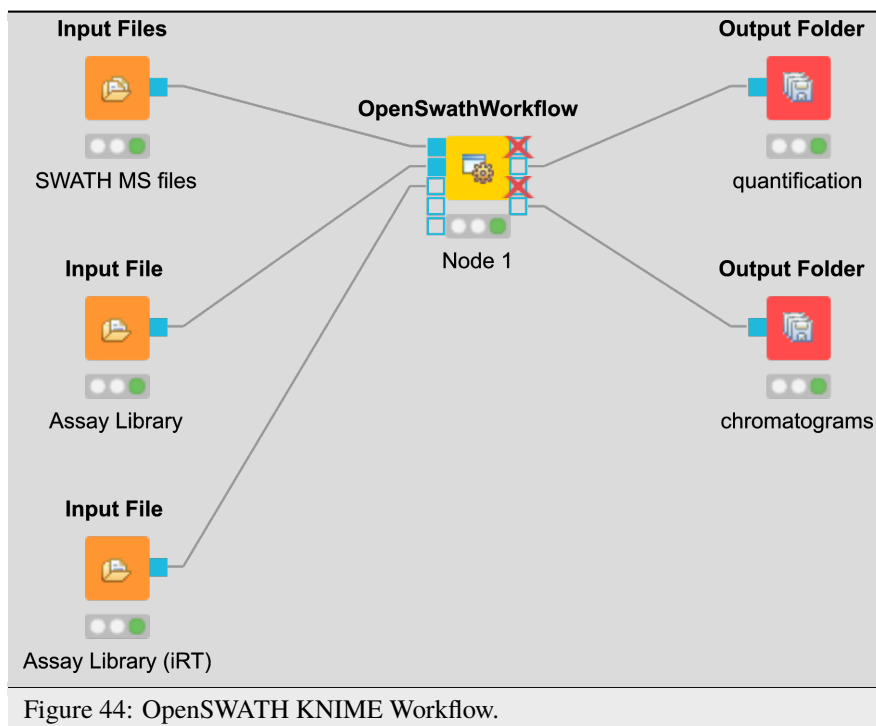 Input Files
SWATH MS files
Input File
Assay Library
Input File
Assay Library (iRT)
OpenSwathWorkflow
Node 1
Output Folder
quantification
Output Folder
chromatograms
Figure 44: OpenSWATH KNIME Workflow.